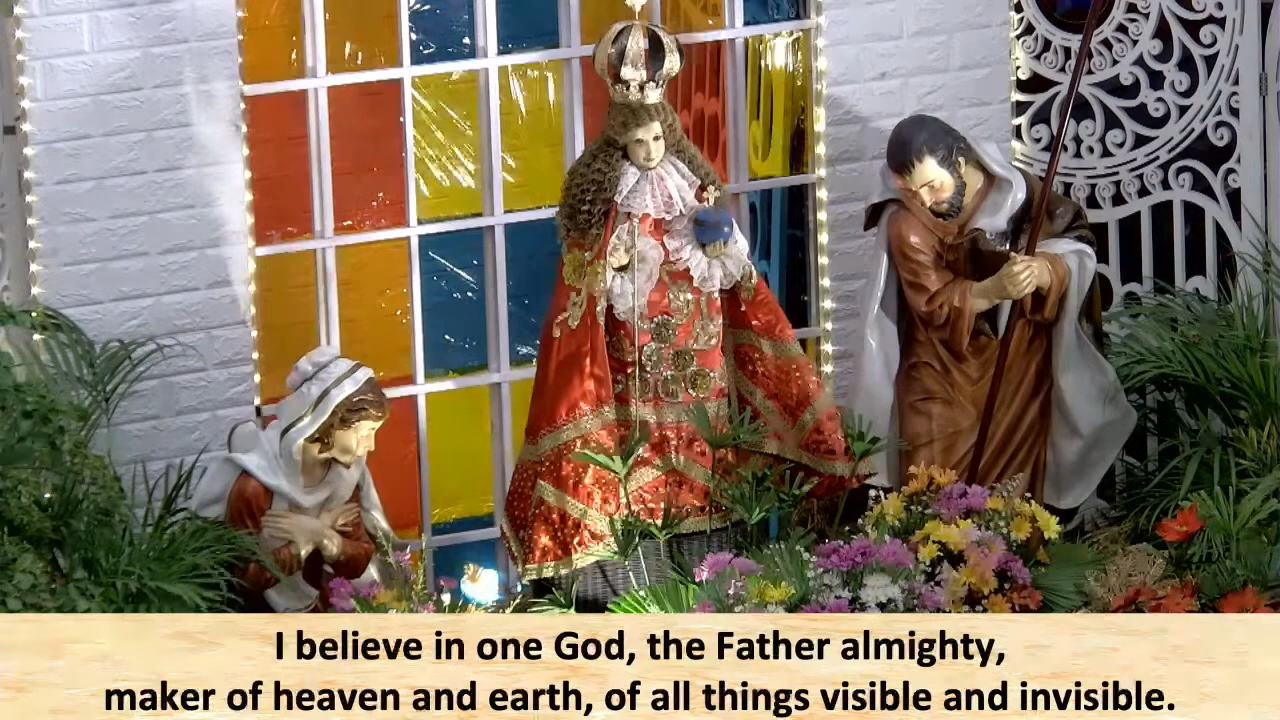 I believe in one God, the Father almighty,
maker of heaven and earth, of all things visible and invisible.